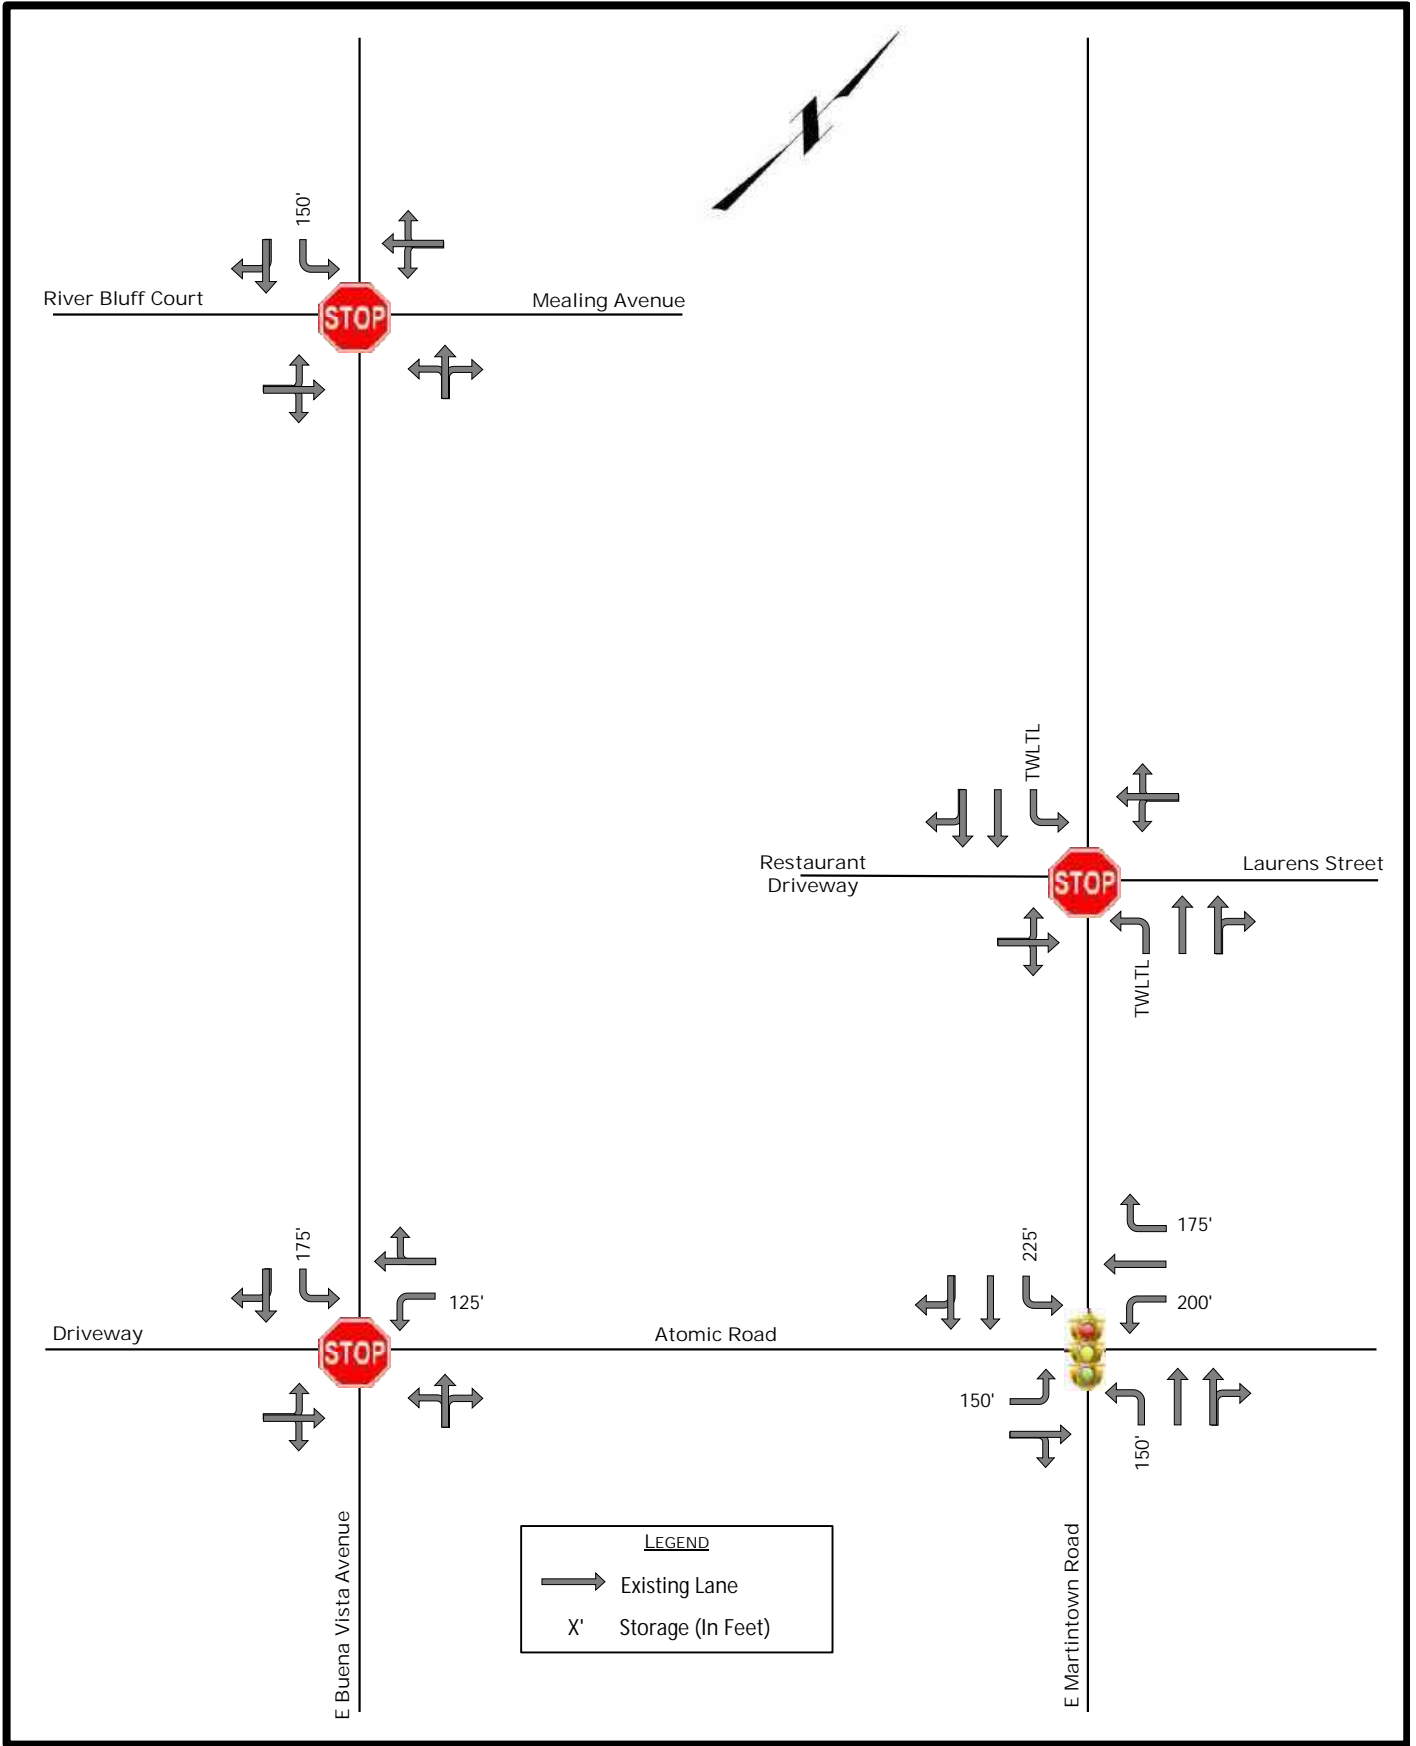 150'
River Bluff Court
STOP
Mealing Avenue
TWLTL
Restaurant
Driveway
STOP
Laurens Street
TWLTL
175'
125'
Driveway
STOP
Atomic Road
225'
175'
200'
150'
150'
E Buena Vista Avenue
E Martintown Road
LEGEND
Existing Lane
X' Storage (In Feet)